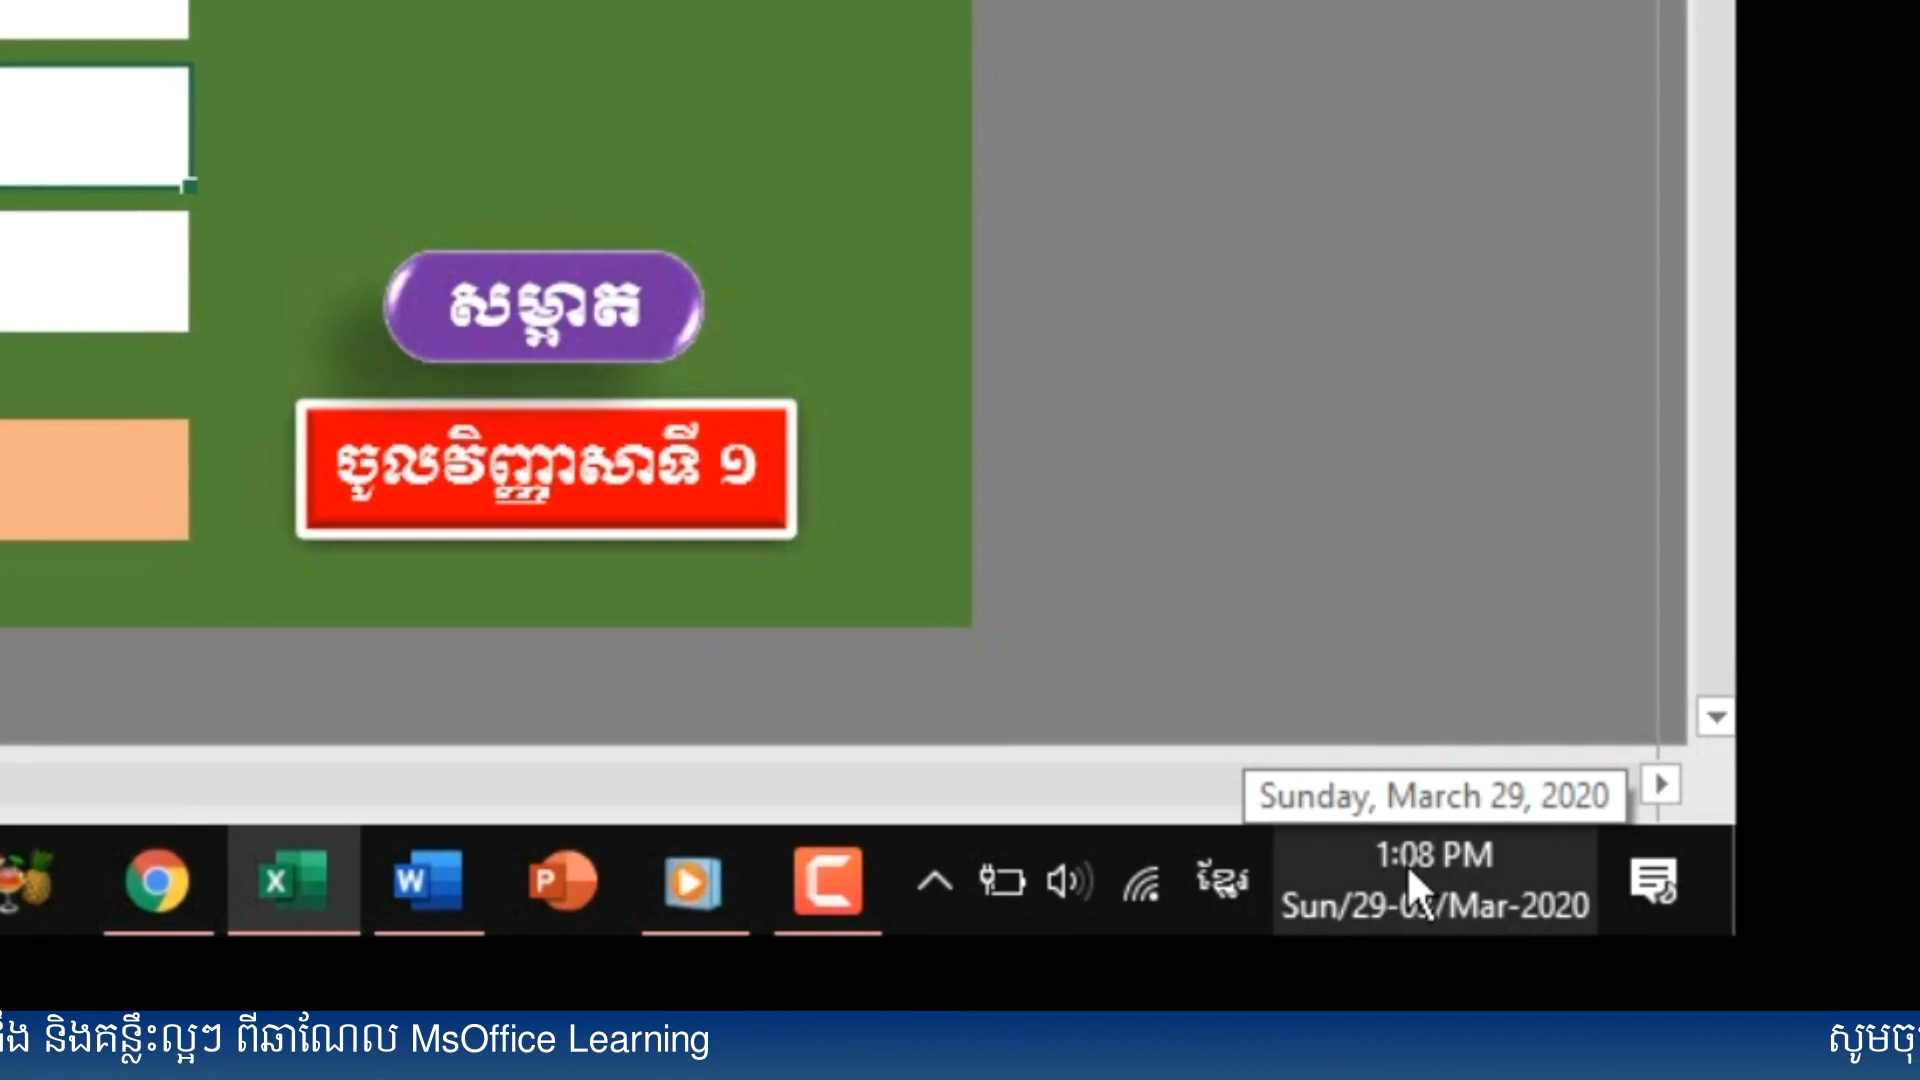 សម្អាត
ចូលវិញ្ញាសាទី ១
Sunday, March 29, 2020
1:08 PM
ខ្មែរ
Sun/29-03/Mar-2020
និងគន្លឹះល្អៗ ពីឆាណែល MsOffice Learning